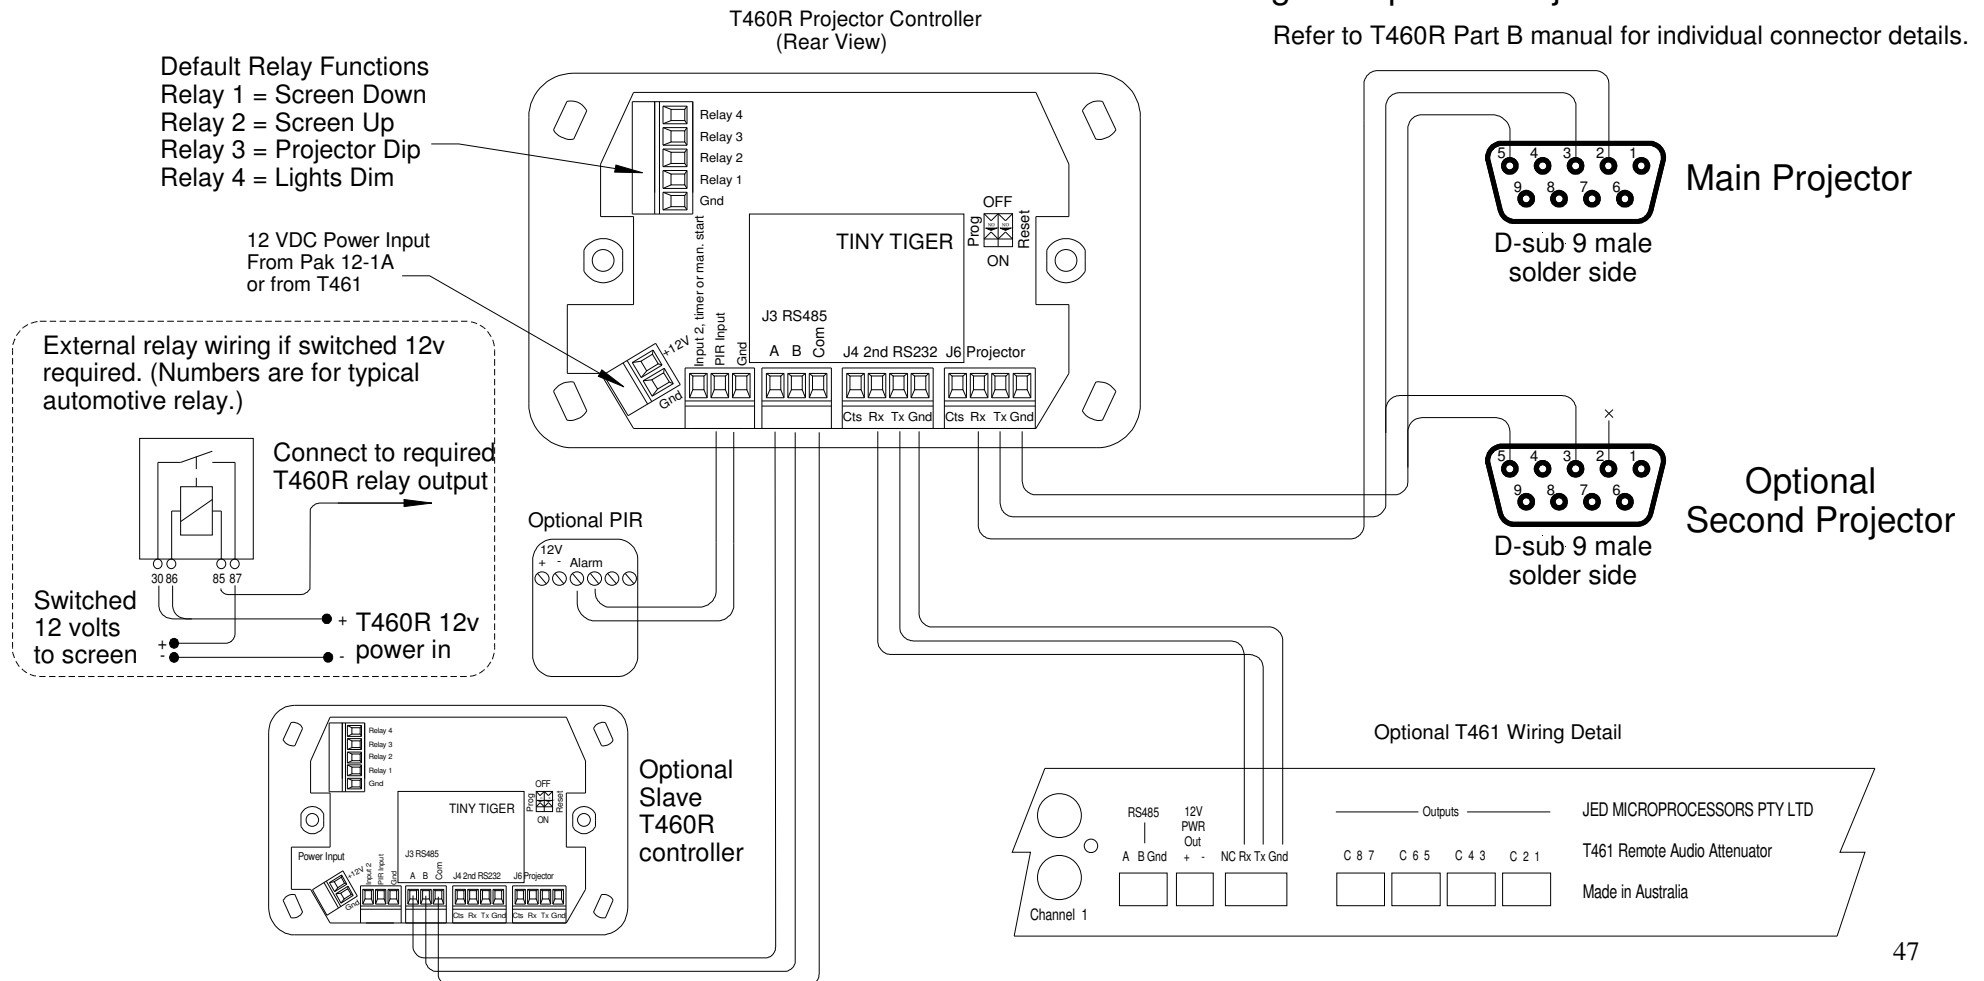 T460R Projector Controller
(Rear View)
Refer to T460R Part B manual for individual connector details.
Default Relay Functions
Relay 1 = Screen Down
Relay 2 = Screen Up
Relay 3 = Projector Dip
Relay 4 = Lights Dim
12 VDC Power Input
From Pak 12-1A
or from T461
Relay 4
Relay 3
Relay 2
Relay 1
Gnd
OFF
Prog
Reset
ON
TINY TIGER
Input 2, timer or man. start
PIR Input
Gnd
+12V
Gnd
J3 RS485
A B Com
J4 2nd RS232 J6 Projector
Cts Rx Tx Gnd Cts Rx Tx Gnd
5 4 3 2 1
9 8 7 6
Main Projector
D-sub 9 male
solder side
5 4 3 2 1
9 8 7 6
Optional
Second Projector
D-sub 9 male
solder side
External relay wiring if switched 12v
required. (Numbers are for typical
automotive relay.)
Connect to required
T460R relay output
30 86 85 87
Switched
12 volts
to screen
+
-
+ T460R 12v
- power in
Optional PIR
12V
+ - Alarm
Relay 4
Relay 3
Relay 2
Relay 1
Gnd
OFF
Prog
Reset
ON
TINY TIGER
Power Input
+12V
Gnd
Input 2
PIR Input
Gnd
J3 RS485
A B Com
J4 2nd RS232 J6 Projector
Cts Rx Tx Gnd Cts Rx Tx Gnd
Optional
Slave
T460R
controller
Optional T461 Wiring Detail
Channel 1
RS485
A B Gnd
12V
PWR
Out
+ -
NC Rx Tx Gnd
Outputs
C 8 7 C 6 5 C 4 3 C 2 1
JED MICROPROCESSORS PTY LTD
T461 Remote Audio Attenuator
Made in Australia
47